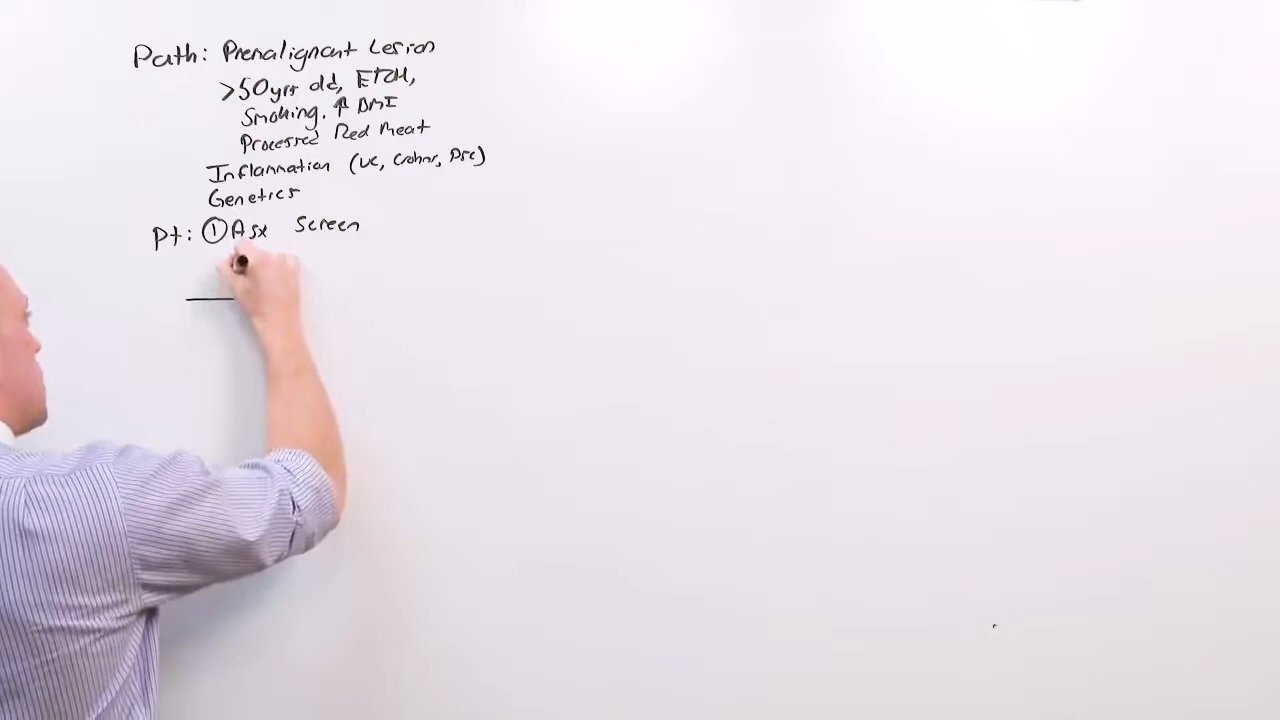 Path: Premalignant Lesion
>50yrs old, ETOH,
Smoking, ↑ BMI
Processed Red Meat
Inflammation (UC, Crohns, PSC)
Genetics
Pt: ① Asx Screen